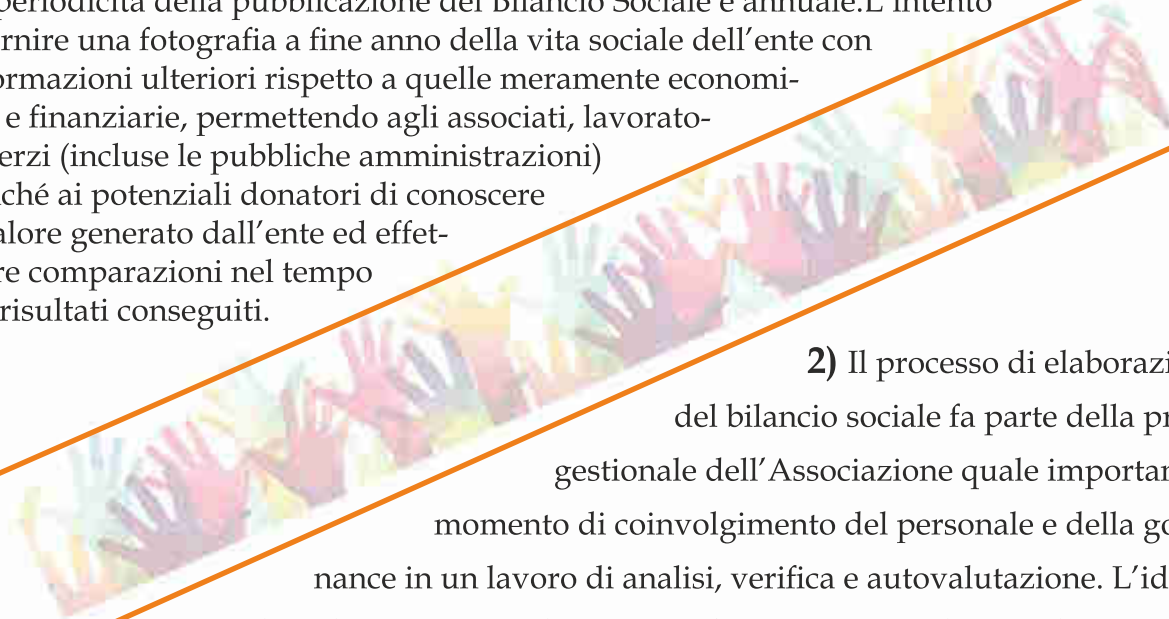 periodicità della pubblicazione del Bilancio Sociale è annuale.L'intento
rnire una fotografia a fine anno della vita sociale dell'ente con
ormazioni ulteriori rispetto a quelle meramente economi-
e finanziarie, permettendo agli associati, lavorato-
erzi (incluse le pubbliche amministrazioni)
ché ai potenziali donatori di conoscere
alore generato dall'ente ed effet-
re comparazioni nel tempo
risultati conseguiti.
2) Il processo di elaborazi
del bilancio sociale fa parte della pr
gestionale dell'Associazione quale importan
momento di coinvolgimento del personale e della go
nance in un lavoro di analisi, verifica e autovalutazione. L'id